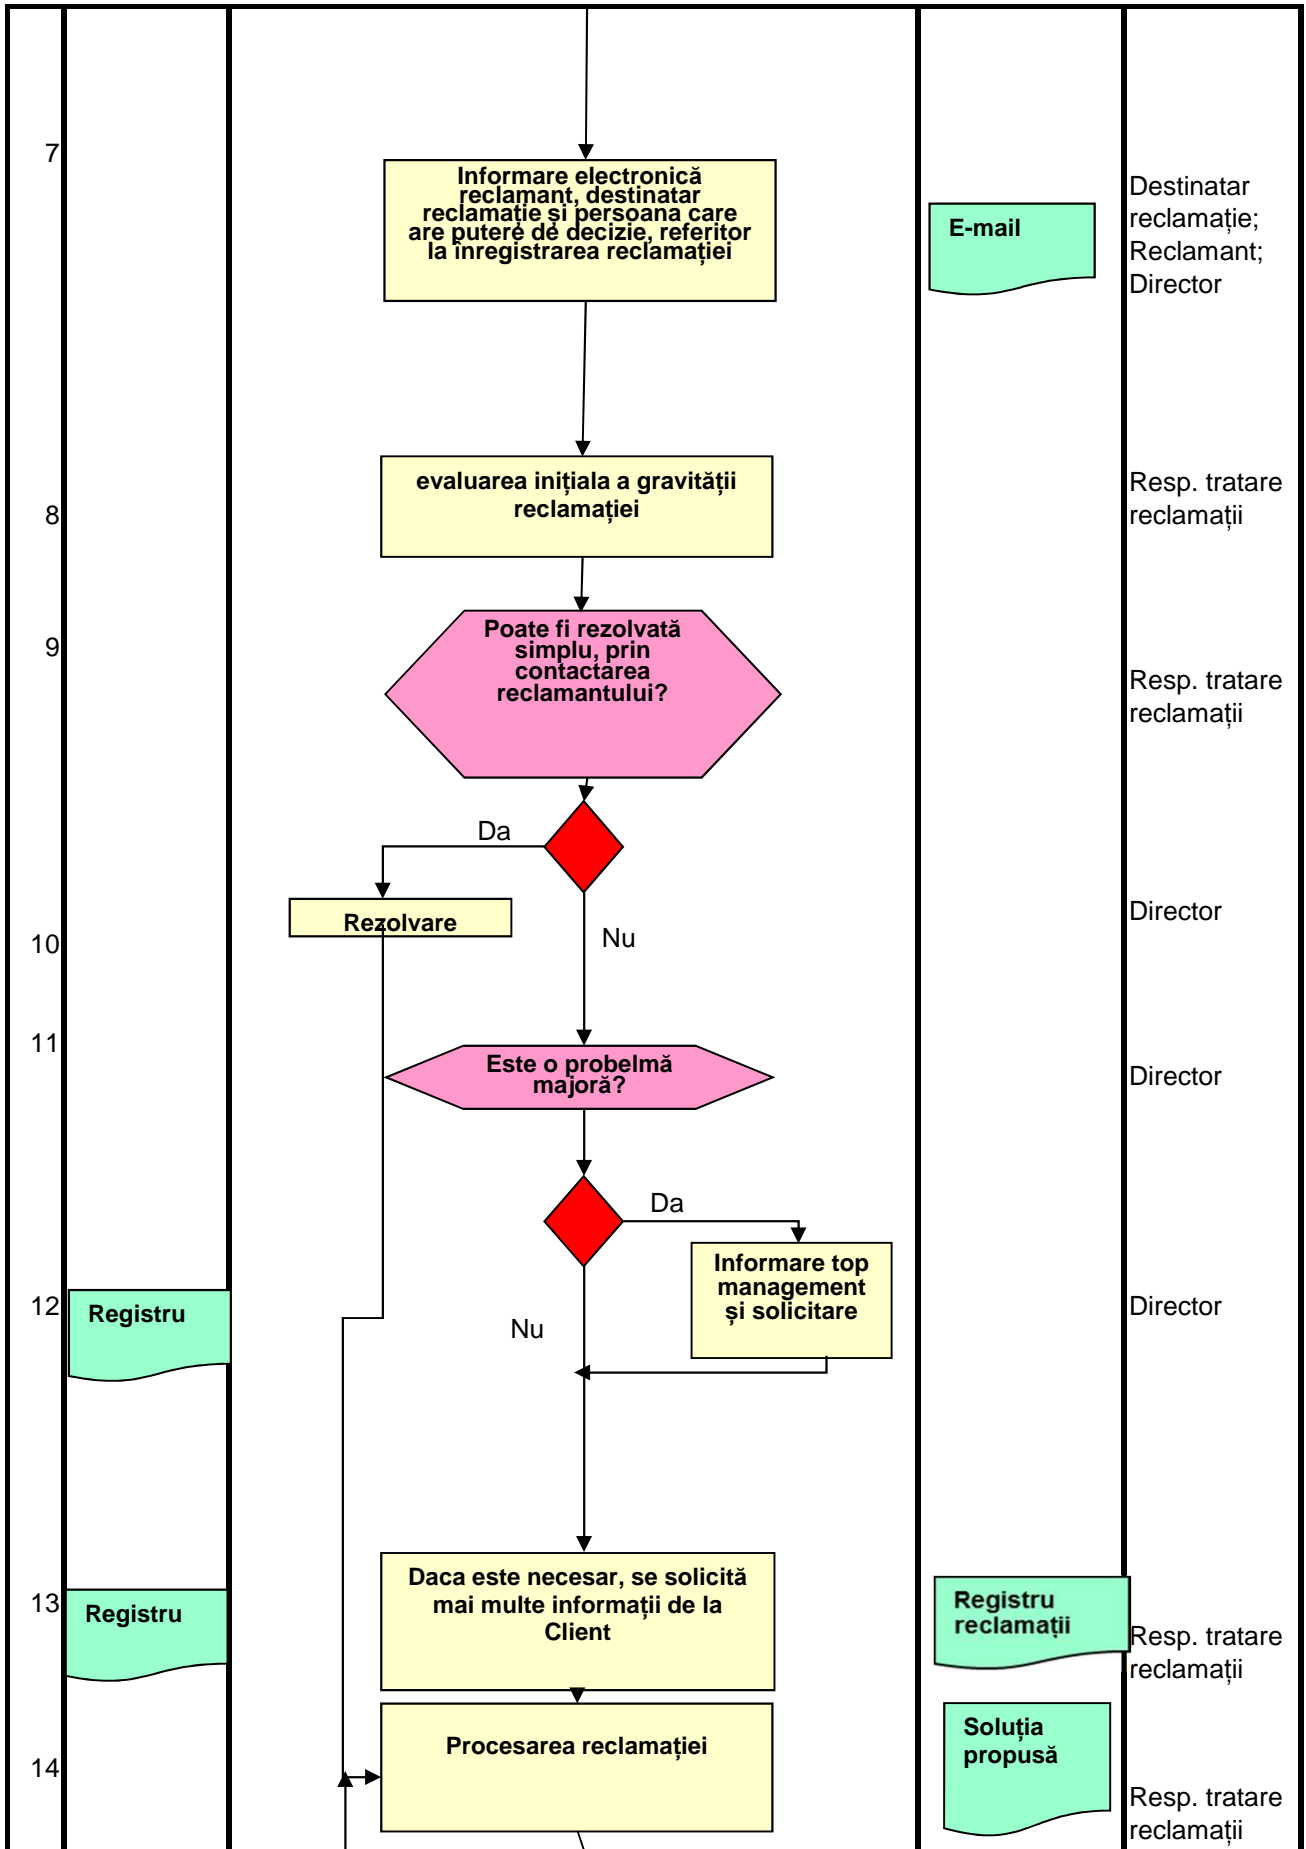 7
Informare electronică
reclamant, destinatar
reclamație și persoana care
are putere de decizie, referitor
la înregistrarea reclamației
E-mail
Destinatar
reclamație;
Reclamant;
Director
8
evaluarea inițiala a gravității
reclamației
Resp. tratare
reclamații
9
Poate fi rezolvată
simplu, prin
contactarea
reclamantului?
Resp. tratare
reclamații
Da
10
Rezolvare
Nu
Director
11
Este o probelmă
majoră?
Director
Da
12
Registru
Nu
Informare top
management
și solicitare
Director
13
Registru
Daca este necesar, se solicită
mai multe informații de la
Client
Registru
reclamații
Resp. tratare
reclamații
14
Procesarea reclamației
Soluția
propusă
Resp. tratare
reclamații